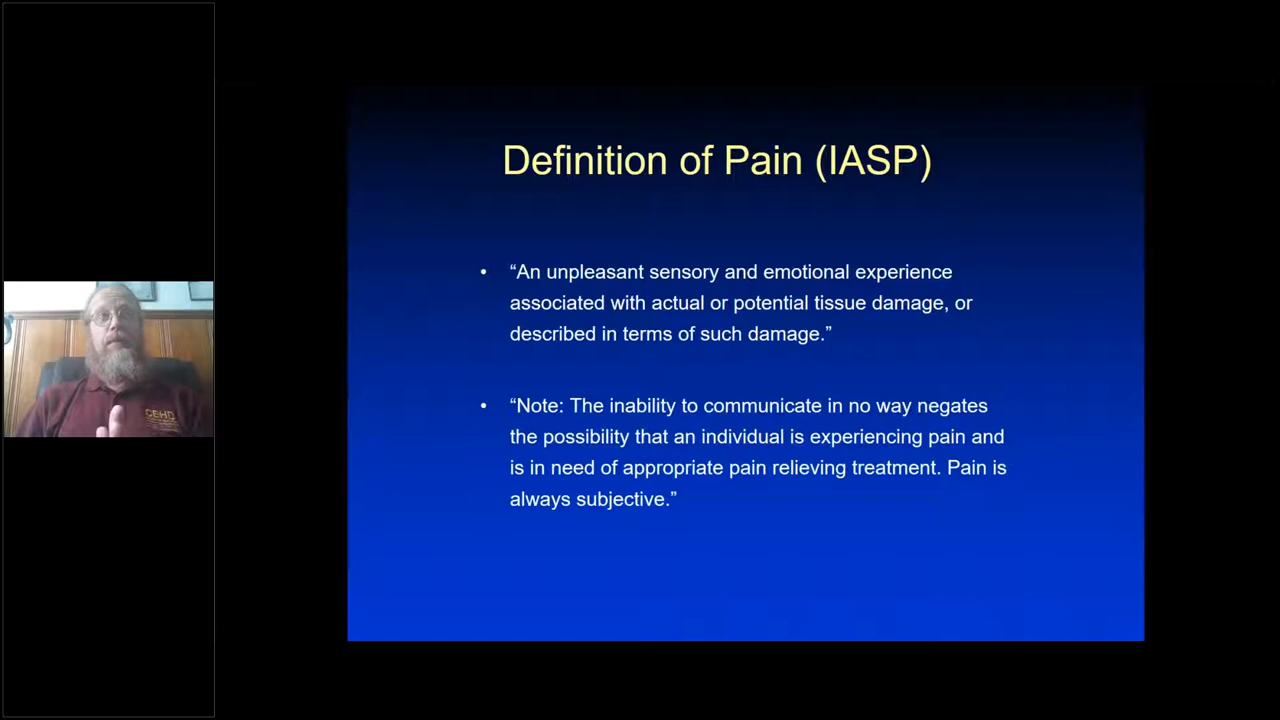 Definition of Pain (IASP)
• “An unpleasant sensory and emotional experience
associated with actual or potential tissue damage, or
described in terms of such damage.”
• “Note: The inability to communicate in no way negates
the possibility that an individual is experiencing pain and
is in need of appropriate pain relieving treatment. Pain is
always subjective.”
CEHD